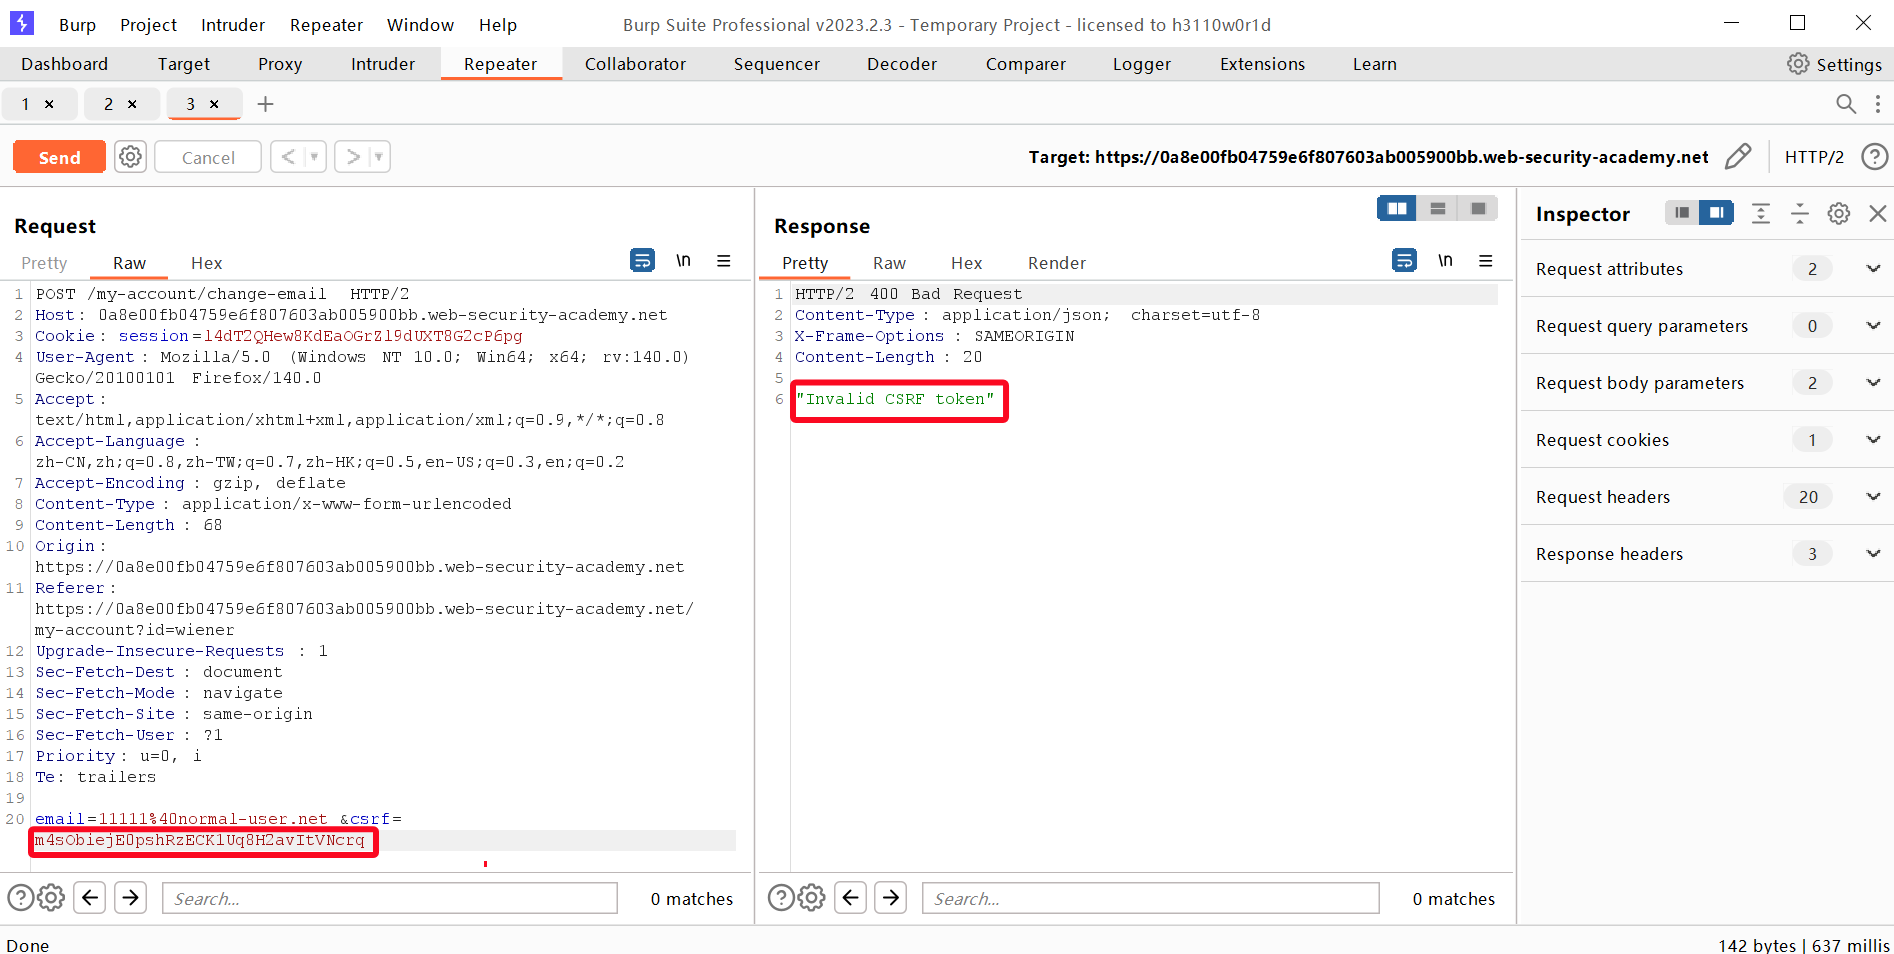 Burp Project Intruder Repeater Window Help Burp Suite Professional v2023.2.3 - Temporary Project - licensed to h3110w0r1d
Dashboard Target Proxy Intruder Repeater Collaborator Sequencer Decoder Comparer Logger Extensions Learn Settings
1 × 2 × 3 × +
Send Cancel < > Target: https://0a8e00fb04759e6f807603ab005900bb.web-security-academy.net HTTP/2
Request
Pretty Raw Hex \n
1 POST /my-account/change-email HTTP/2
2 Host: 0a8e00fb04759e6f807603ab005900bb.web-security-academy.net
3 Cookie: session=l4dT2QHew8KdEaOGrZl9dUXT8G2cP6pg
4 User-Agent: Mozilla/5.0 (Windows NT 10.0; Win64; x64; rv:140.0)
Gecko/20100101 Firefox/140.0
5 Accept:
text/html,application/xhtml+xml,application/xml;q=0.9,*/*;q=0.8
6 Accept-Language:
zh-CN,zh;q=0.8,zh-TW;q=0.7,zh-HK;q=0.5,en-US;q=0.3,en;q=0.2
7 Accept-Encoding: gzip, deflate
8 Content-Type: application/x-www-form-urlencoded
9 Content-Length: 68
10 Origin:
https://0a8e00fb04759e6f807603ab005900bb.web-security-academy.net
11 Referer:
https://0a8e00fb04759e6f807603ab005900bb.web-security-academy.net/
my-account?id=wiener
12 Upgrade-Insecure-Requests: 1
13 Sec-Fetch-Dest: document
14 Sec-Fetch-Mode: navigate
15 Sec-Fetch-Site: same-origin
16 Sec-Fetch-User: ?1
17 Priority: u=0, i
18 Te: trailers
19
20 email=11111%40normal-user.net&csrf=
m4sObiejE0pshRzECK1Uq8H2avItVNcrq
Search... 0 matches
Response
Pretty Raw Hex Render \n
1 HTTP/2 400 Bad Request
2 Content-Type: application/json; charset=utf-8
3 X-Frame-Options: SAMEORIGIN
4 Content-Length: 20
5
6 "Invalid CSRF token"
Search... 0 matches
Inspector
Request attributes 2
Request query parameters 0
Request body parameters 2
Request cookies 1
Request headers 20
Response headers 3
Done 142 bytes | 637 millis